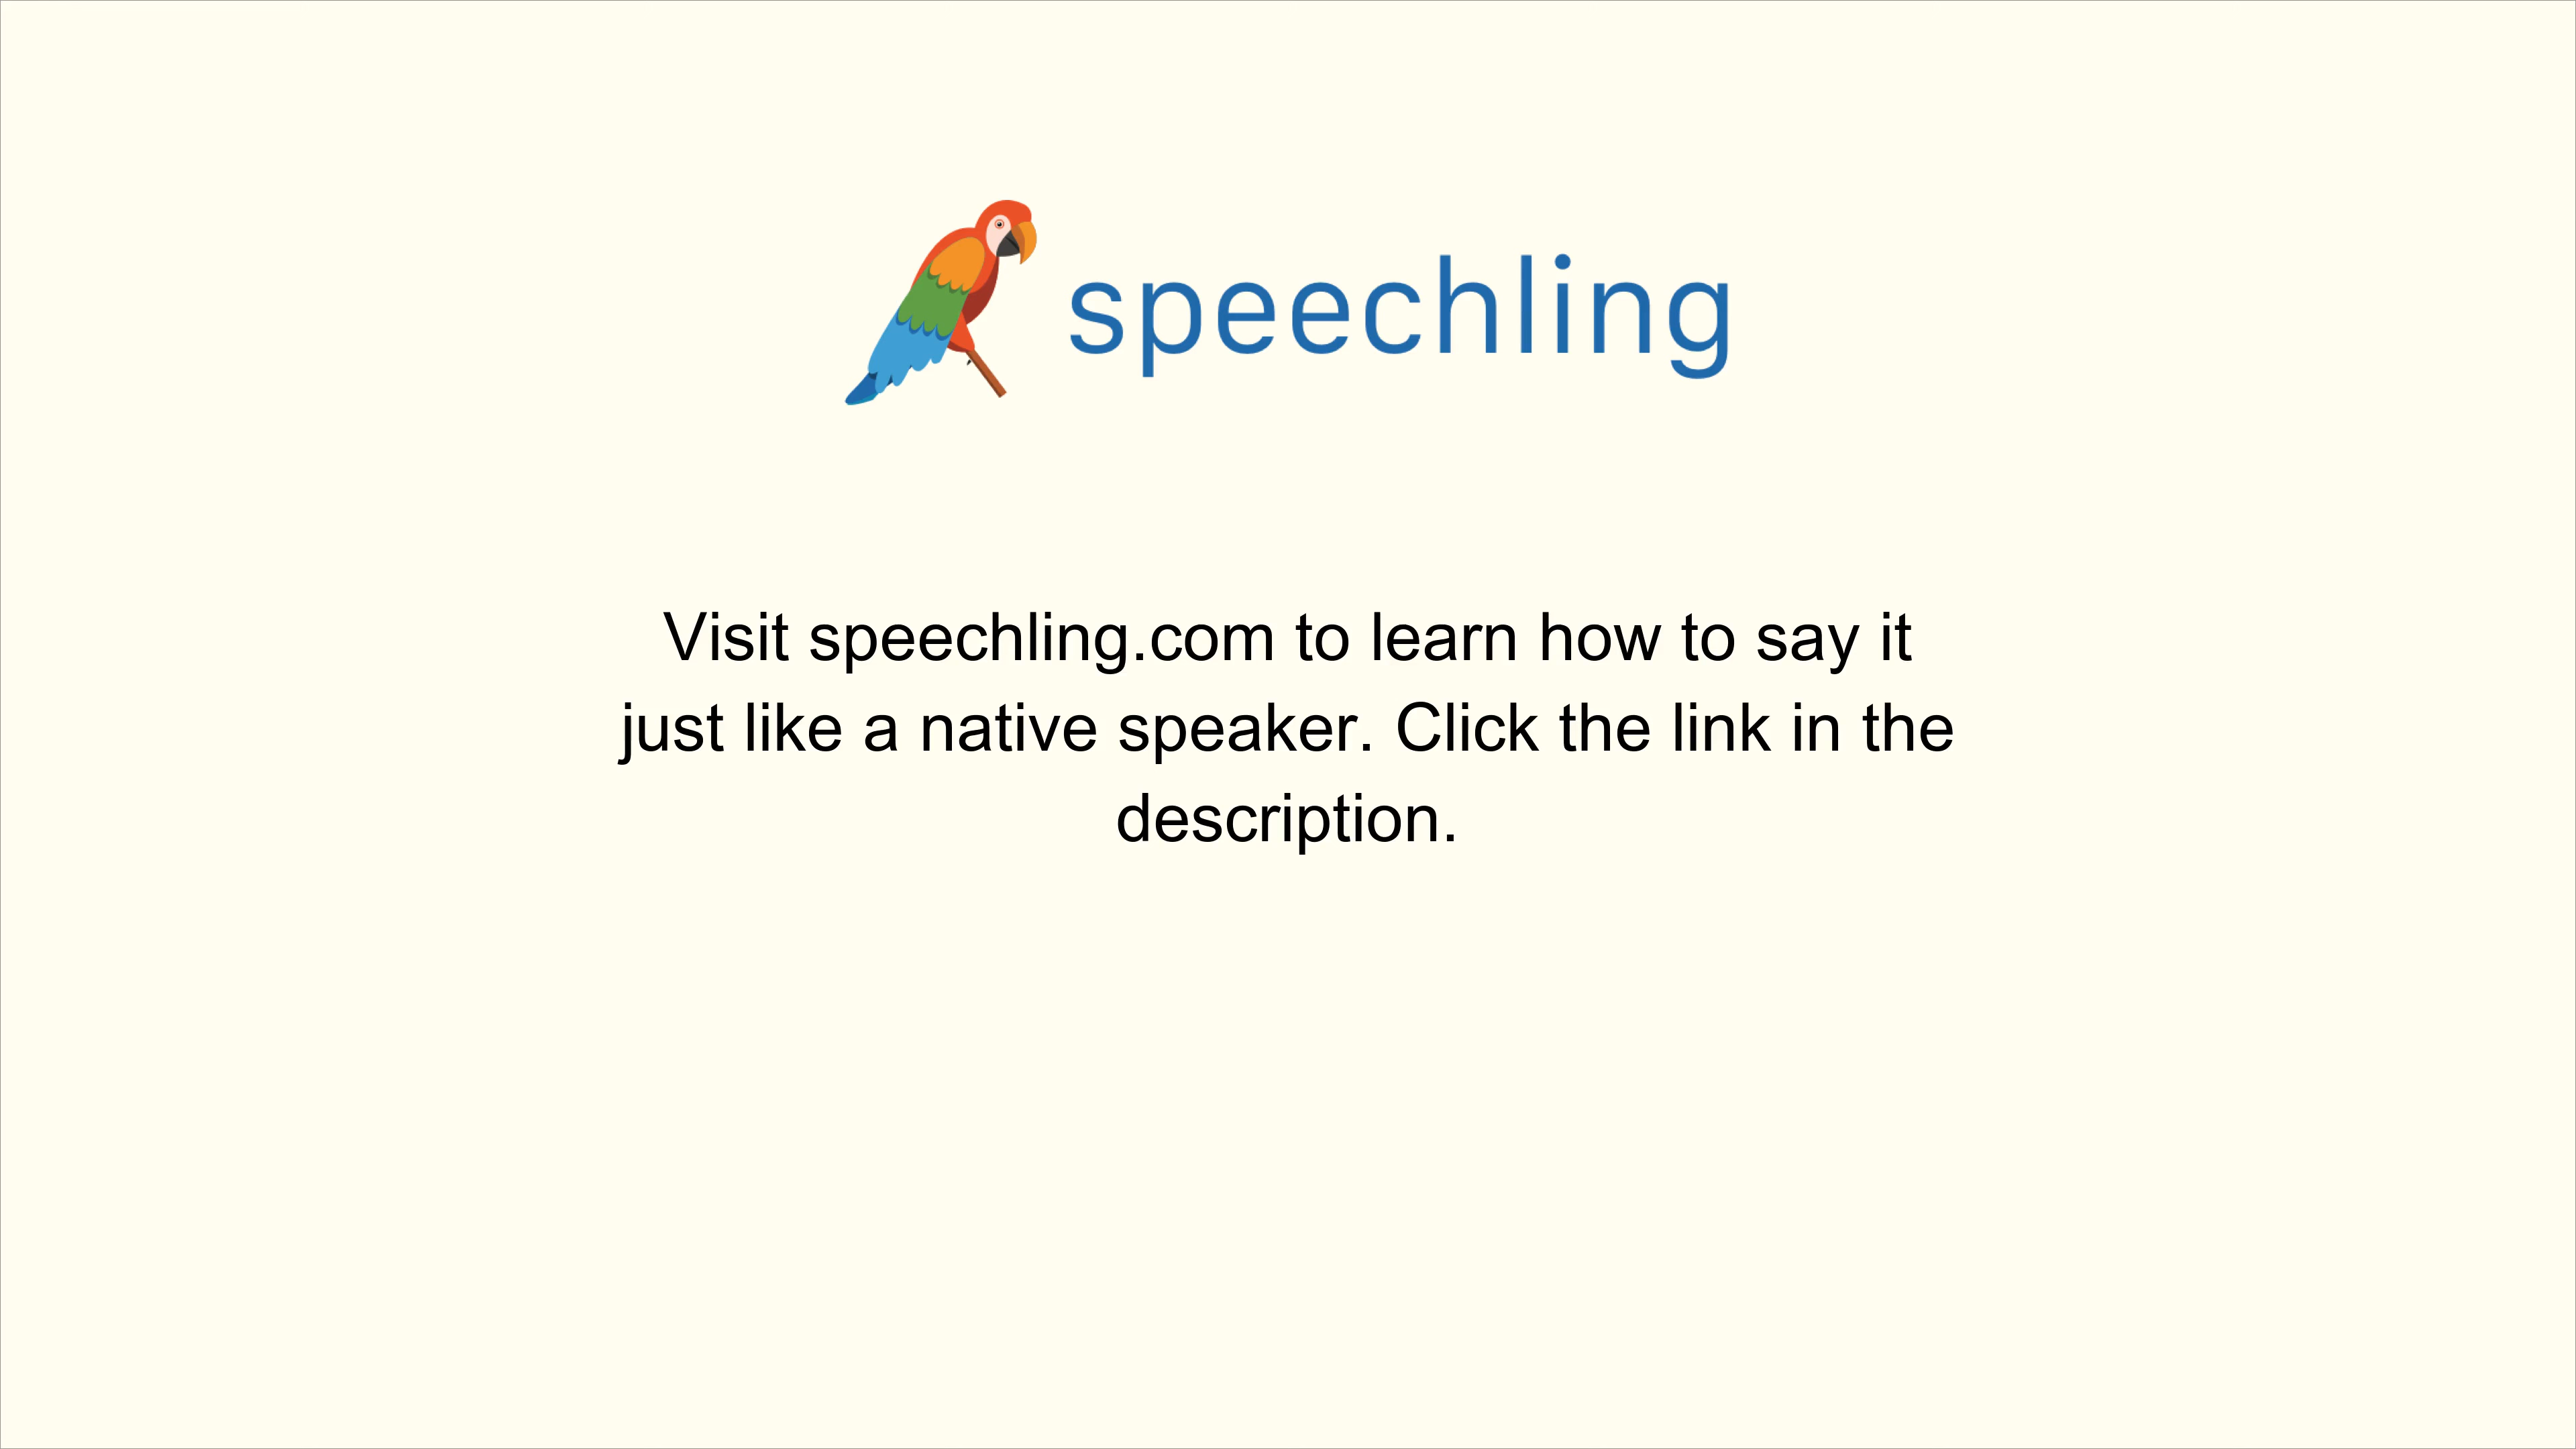 speechling
Visit speechling.com to learn how to say it
just like a native speaker. Click the link in the
description.